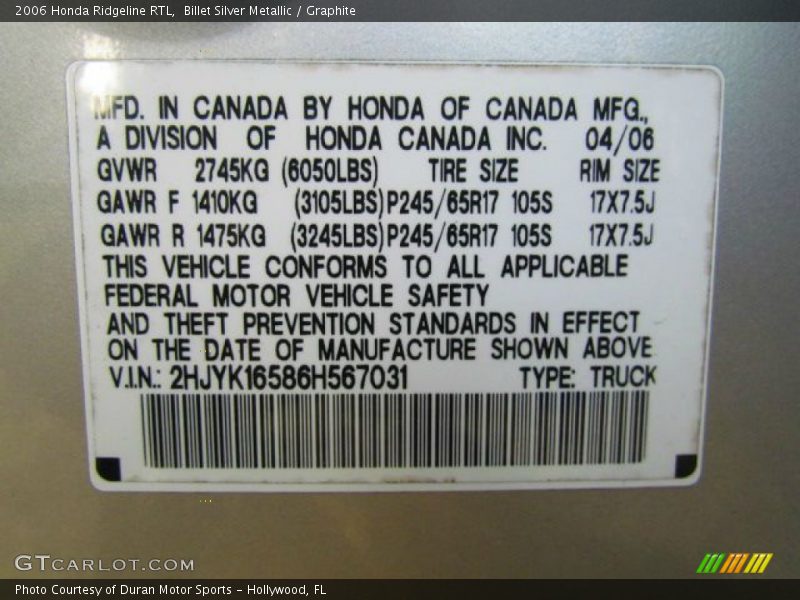 2006 Honda Ridgeline RTL, Billet Silver Metallic / Graphite
MFD. IN CANADA BY HONDA OF CANADA MFG.,
A DIVISION OF HONDA CANADA INC. 04/06
GVWR 2745KG (6050LBS) TIRE SIZE RIM SIZE
GAWR F 1410KG (3105LBS) P245/65R17 105S 17X7.5J
GAWR R 1475KG (3245LBS) P245/65R17 105S 17X7.5J
THIS VEHICLE CONFORMS TO ALL APPLICABLE
FEDERAL MOTOR VEHICLE SAFETY
AND THEFT PREVENTION STANDARDS IN EFFECT
ON THE DATE OF MANUFACTURE SHOWN ABOVE
V.I.N.: 2HJYK16586H567031 TYPE: TRUCK
GTCARLOT.COM
Photo Courtesy of Duran Motor Sports - Hollywood, FL